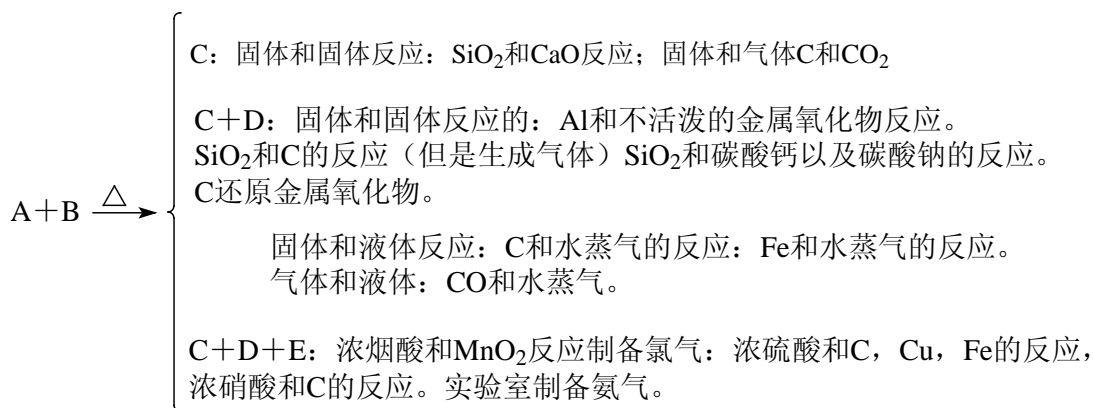 C：固体和固体反应：SiO₂和CaO反应；固体和气体C和CO₂
C+D：固体和固体反应的：Al和不活泼的金属氧化物反应。
SiO₂和C的反应（但是生成气体）SiO₂和碳酸钙以及碳酸钠的反应。
C还原金属氧化物。
A+B △
固体和液体反应：C和水蒸气的反应：Fe和水蒸气的反应。
气体和液体：CO和水蒸气。
C+D+E：浓烟酸和MnO₂反应制备氯气：浓硫酸和C，Cu，Fe的反应，
浓硝酸和C的反应。实验室制备氨气。